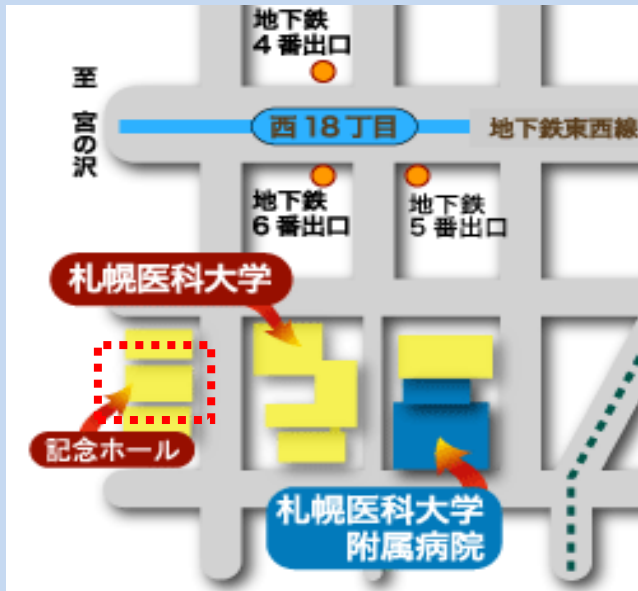 地下鉄
4番出口
至
宮の沢
西18丁目
地下鉄東西線
地下鉄
6番出口
地下鉄
5番出口
札幌医科大学
記念ホール
札幌医科大学
附属病院